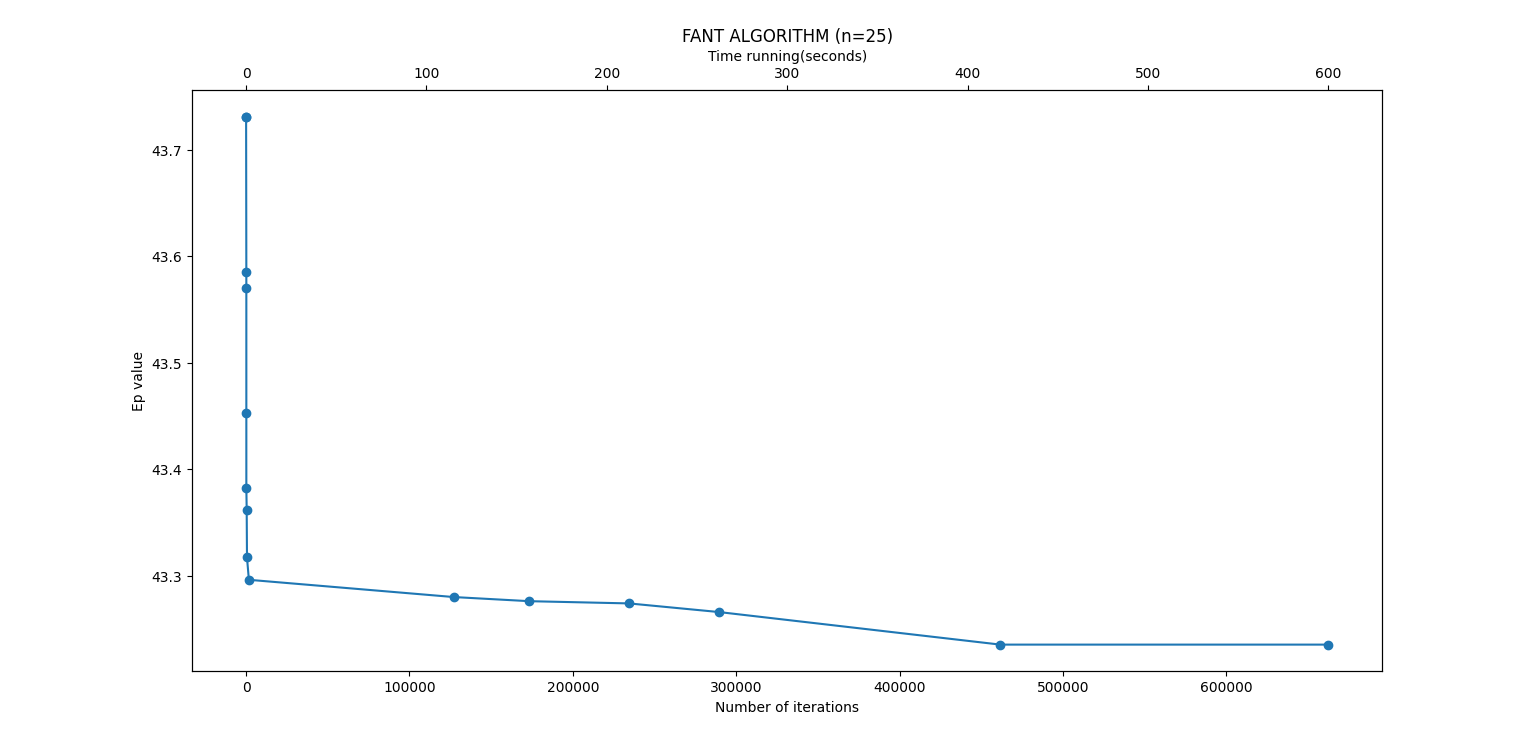 FANT ALGORITHM (n=25)
Time running(seconds)
0 100 200 300 400 500 600
43.7
43.6
43.5
43.4
43.3
Ep value
0 100000 200000 300000 400000 500000 600000
Number of iterations